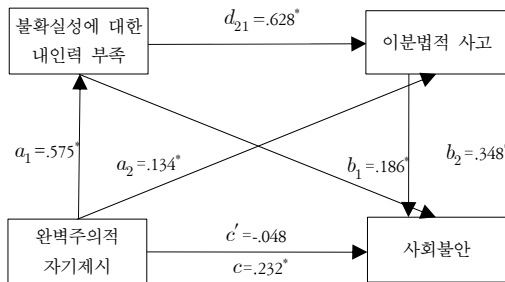 불확실성에 대한
내인력 부족
d₂₁=.628*
이분법적 사고
a₁=.575*
a₂=.134*
b₁=.186*
b₂=.348*
완벽주의적
자기제시
c′=-.048
c=.232*
사회불안